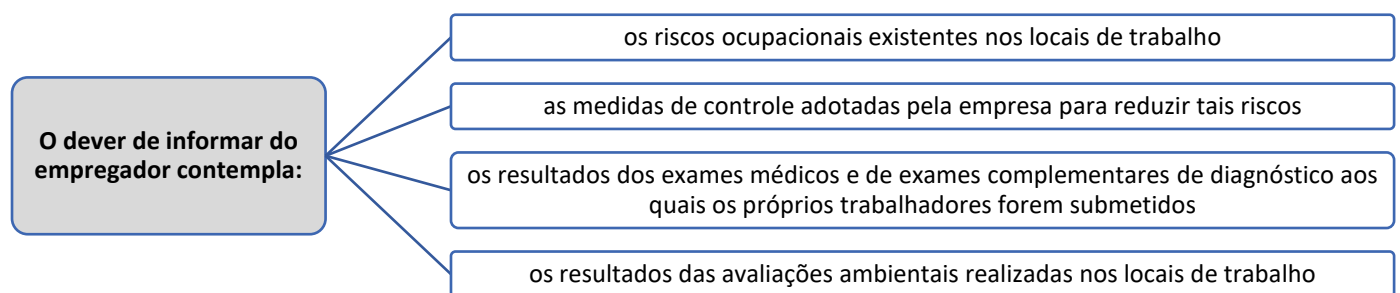 O dever de informar do
empregador contempla:
os riscos ocupacionais existentes nos locais de trabalho
as medidas de controle adotadas pela empresa para reduzir tais riscos
os resultados dos exames médicos e de exames complementares de diagnóstico aos
quais os próprios trabalhadores forem submetidos
os resultados das avaliações ambientais realizadas nos locais de trabalho